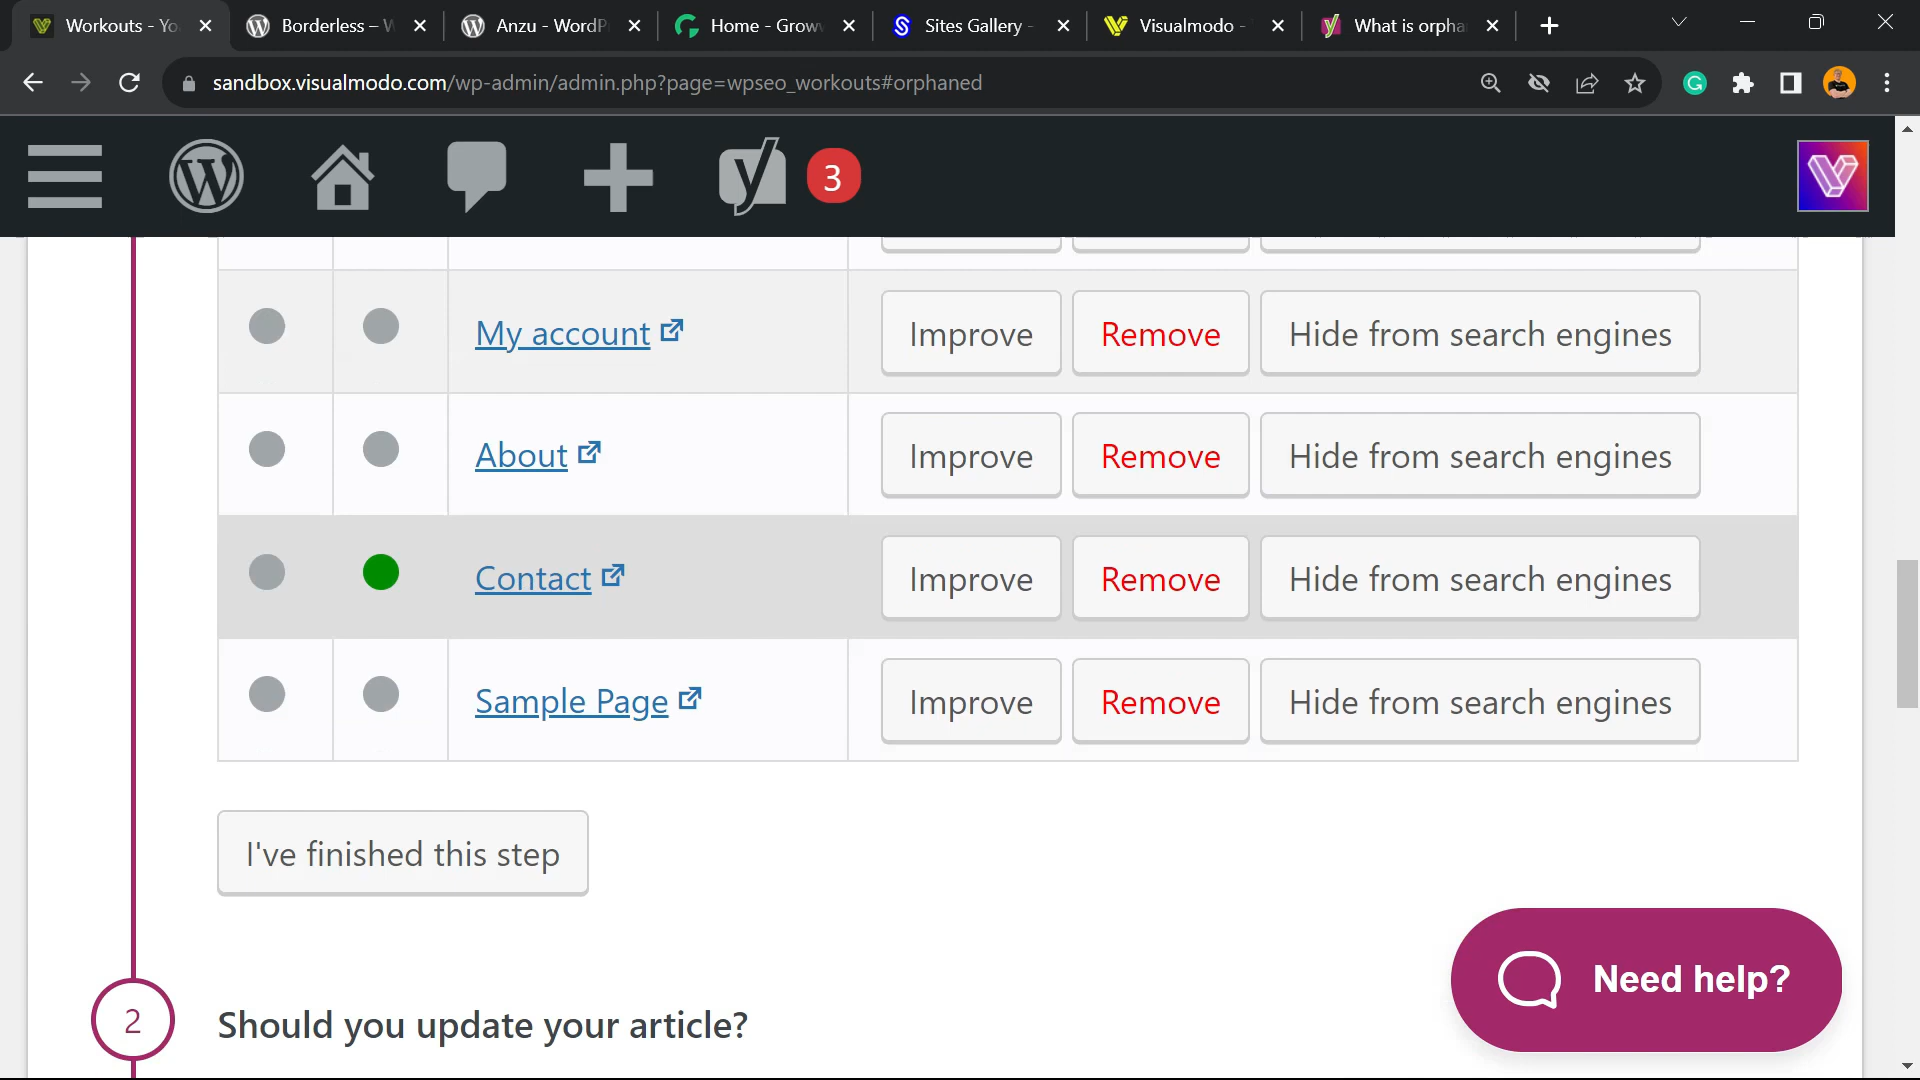 Workouts - Yo
Borderless – W
Anzu - WordP
Home - Grow
Sites Gallery -
Visualmodo -
What is orpha
sandbox.visualmodo.com/wp-admin/admin.php?page=wpseo_workouts#orphaned
3
My account
Improve
Remove
Hide from search engines
About
Improve
Remove
Hide from search engines
Contact
Improve
Remove
Hide from search engines
Sample Page
Improve
Remove
Hide from search engines
I've finished this step
Need help?
2
Should you update your article?